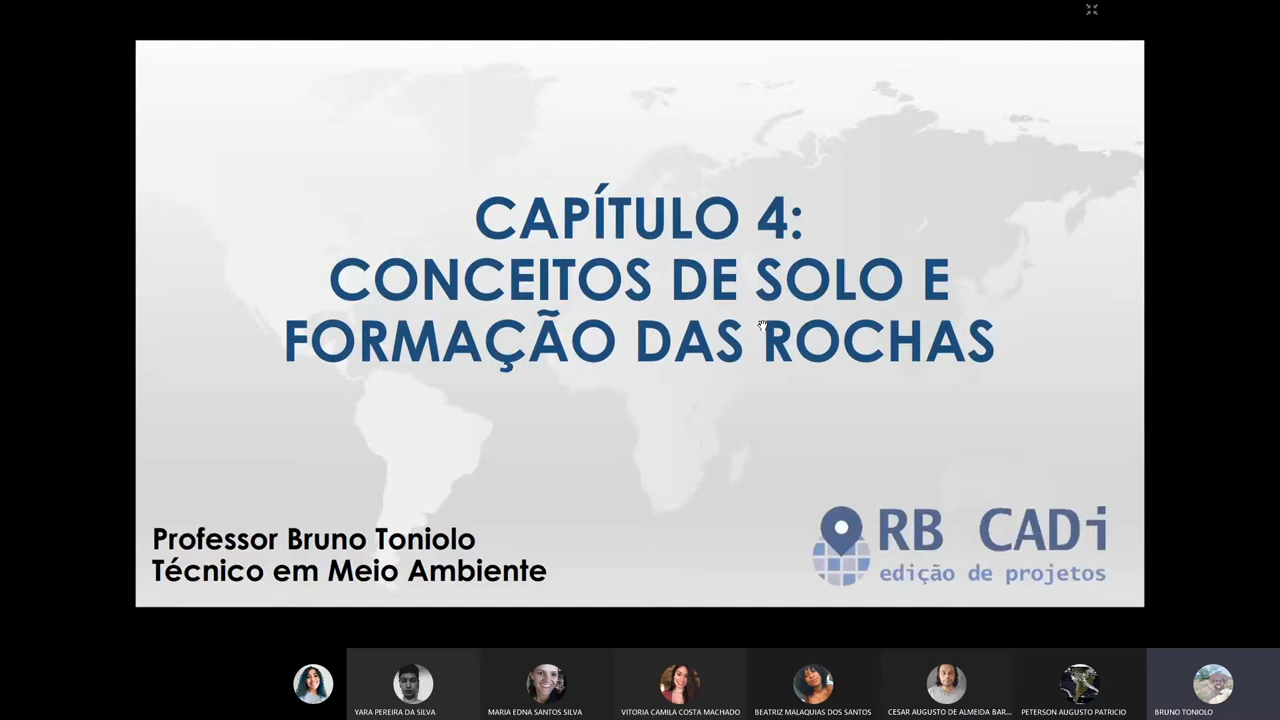 CAPÍTULO 4:
CONCEITOS DE SOLO E
FORMAÇÃO DAS ROCHAS
Professor Bruno Toniolo
Técnico em Meio Ambiente
RB CADi
edição de projetos
YARA PEREIRA DA SILVA
MARIA EDNA SANTOS SILVA
VITORIA CAMILA COSTA MACHADO
BEATRIZ MALAQUIAS DOS SANTOS
CESAR AUGUSTO DE ALMEIDA BAR...
PETERSON AUGUSTO PATRICIO
BRUNO TONIOLO